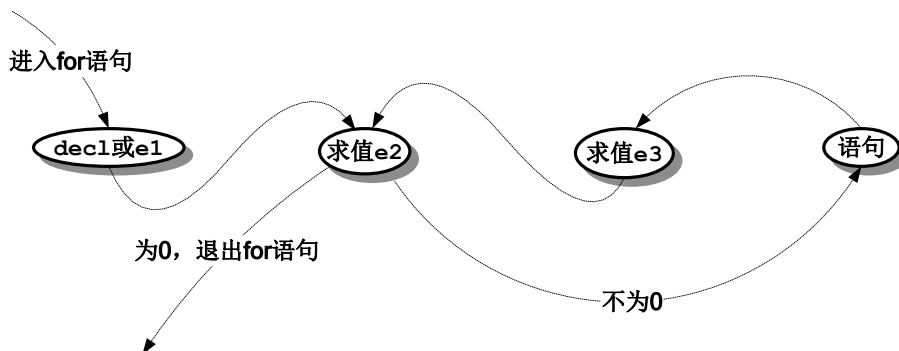 进入for语句
decl或e1
求值e2
求值e3
语句
为0，退出for语句
不为0